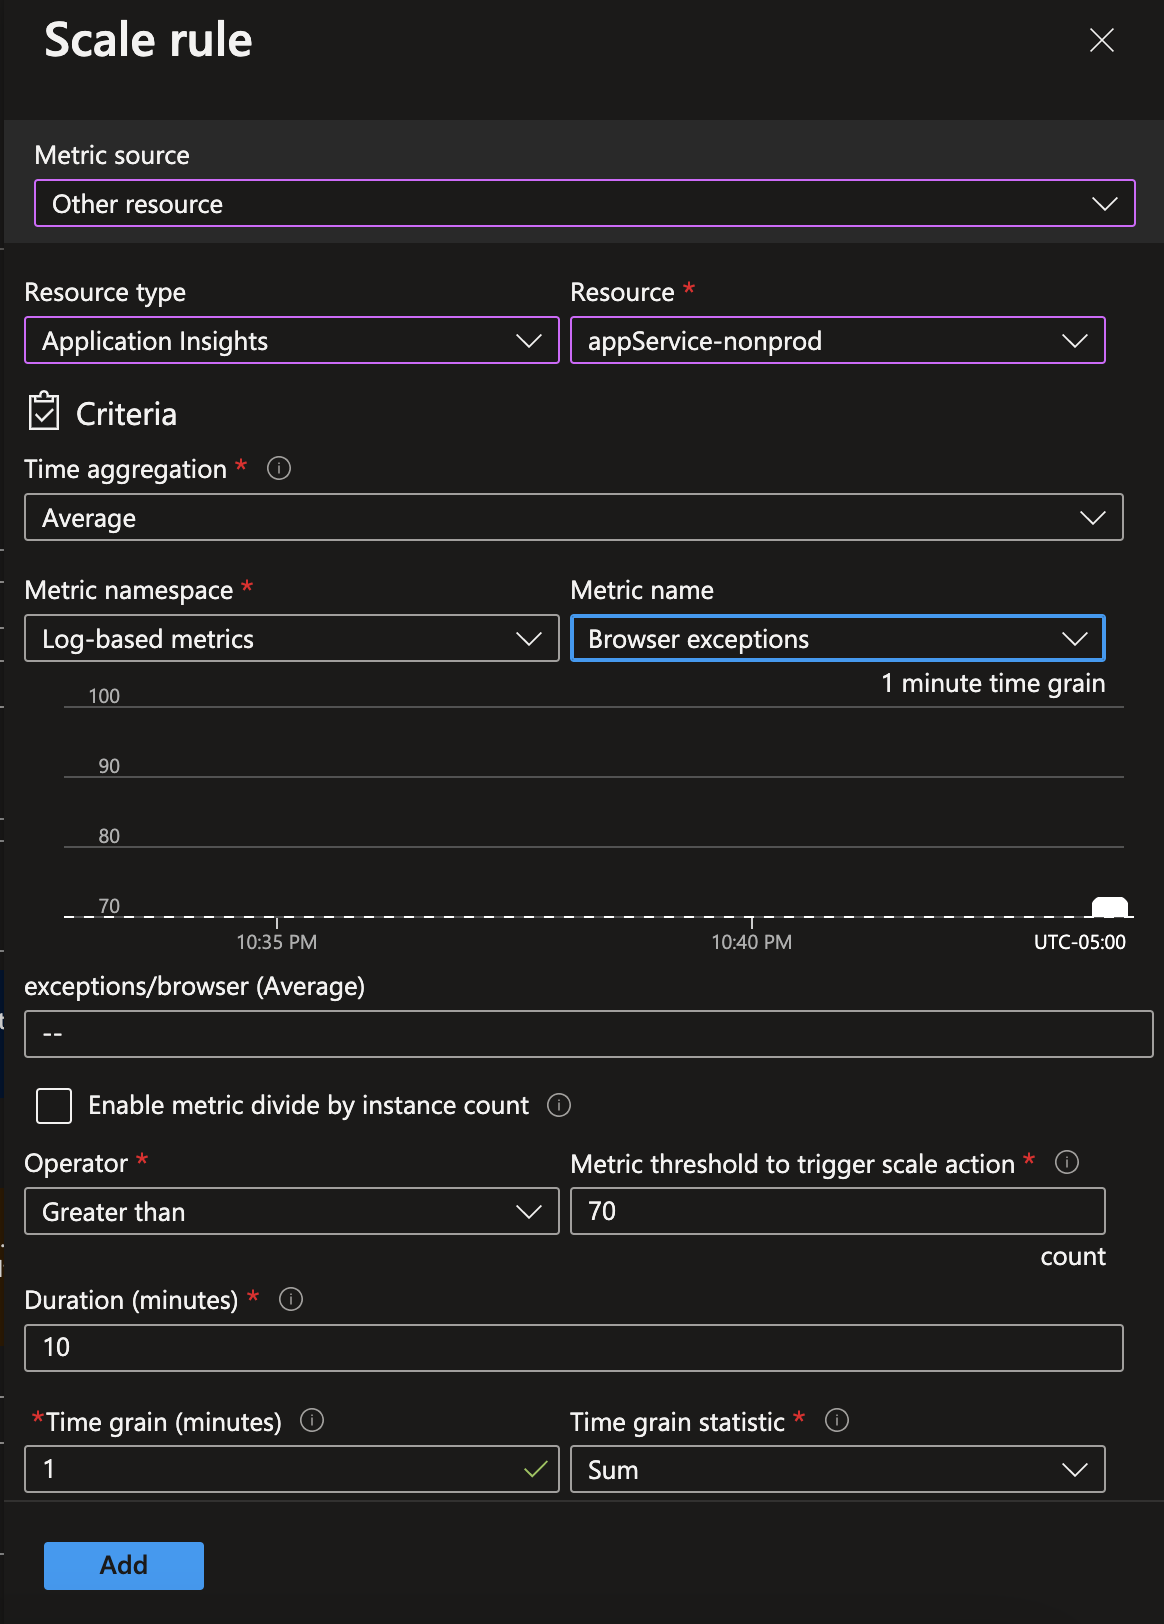 Scale rule
Metric source
Other resource
Resource type
Resource *
Application Insights
appService-nonprod
Criteria
Time aggregation *
Average
Metric namespace *
Metric name
Log-based metrics
Browser exceptions
1 minute time grain
100
90
80
70
10:35 PM
10:40 PM
UTC-05:00
exceptions/browser (Average)
--
Enable metric divide by instance count
Operator *
Metric threshold to trigger scale action *
Greater than
70
count
Duration (minutes) *
10
*Time grain (minutes)
Time grain statistic *
1
Sum
Add